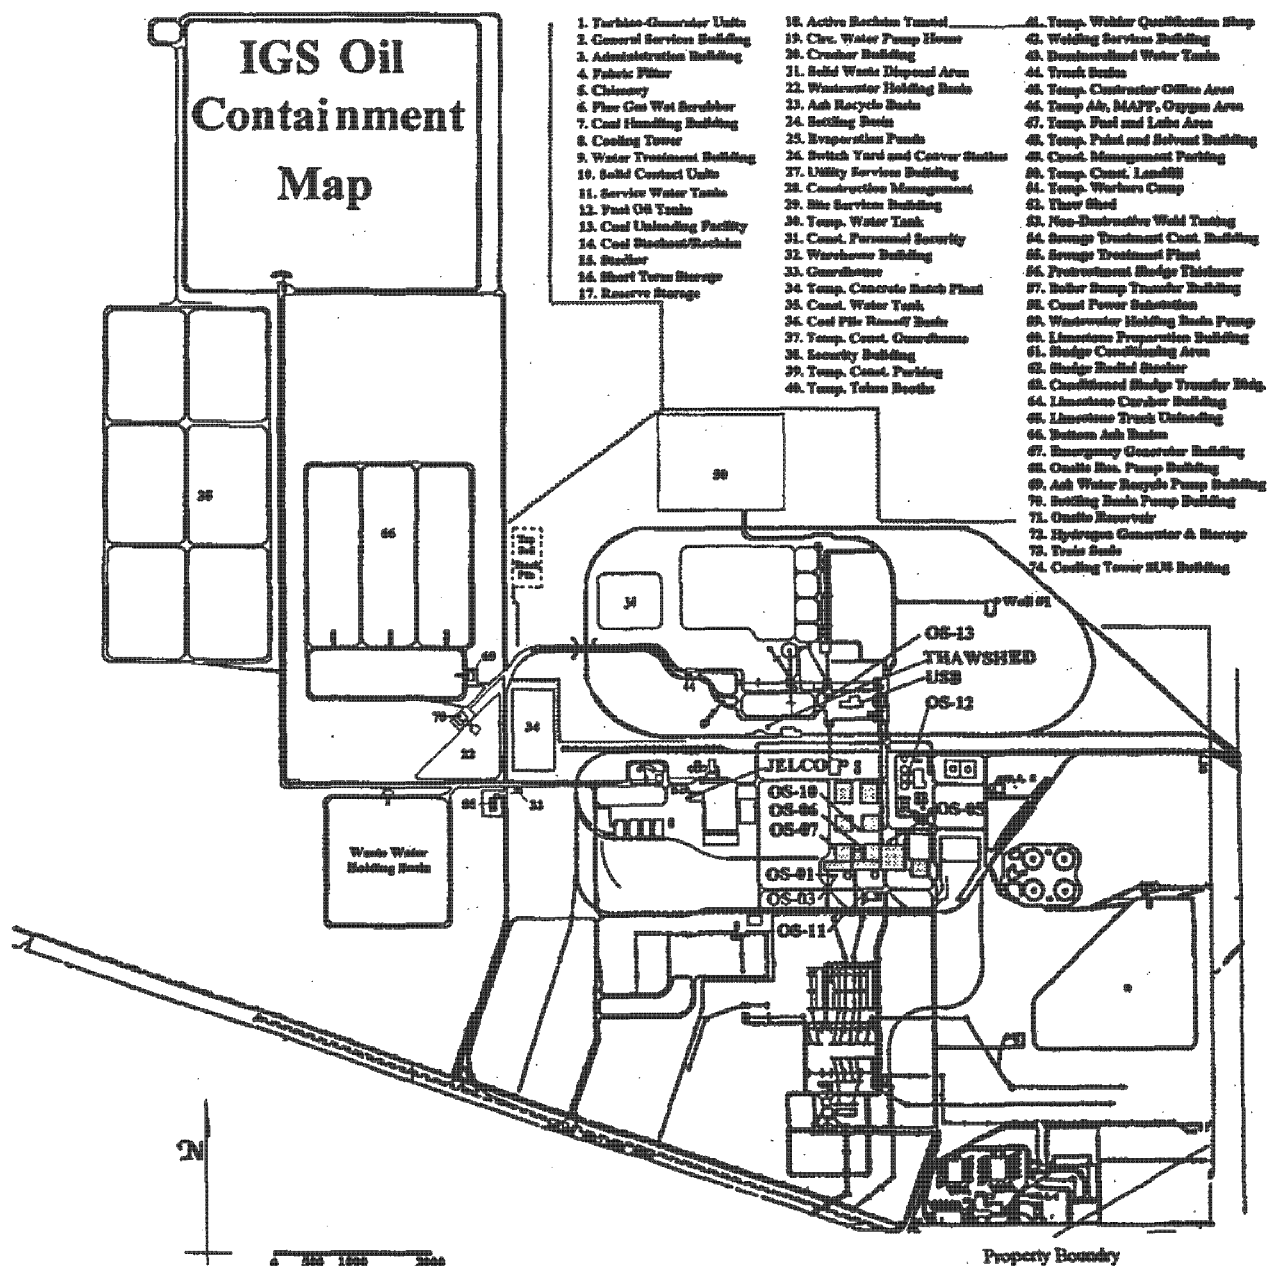 IGS Oil
Containment
Map
1. Turbine-Generator Units
2. General Services Building
3. Administration Building
4. Fabric Filter
5. Chimney
6. Flue Gas Wet Scrubber
7. Coal Handling Building
8. Cooling Tower
9. Water Treatment Building
10. Solid Contact Units
11. Service Water Tanks
12. Fuel Oil Tanks
13. Coal Unloading Facility
14. Coal Stackout/Reclaim
15. Stacker
16. Short Term Storage
17. Reserve Storage
18. Active Reclaim Tunnel
19. Circ. Water Pump House
20. Crusher Building
21. Solid Waste Disposal Area
22. Wastewater Holding Basin
23. Ash Recycle Basin
24. Settling Basin
25. Evaporation Ponds
26. Switch Yard and Conver Station
27. Utility Services Building
28. Construction Management
29. Site Services Building
30. Temp. Water Tank
31. Const. Personnel Security
32. Warehouse Building
33. Guardhouse
34. Temp. Concrete Batch Plant
35. Const. Water Tank
36. Coal Pile Runoff Basin
37. Temp. Const. Guardhouse
38. Security Building
39. Temp. Const. Parking
40. Temp. Tokus Booths
41. Temp. Welder Qualification Shop
42. Welding Services Building
43. Demineralized Water Tanks
44. Truck Scales
45. Temp. Contractor Office Area
46. Temp Air, MAPP, Oxygen Area
47. Temp. Fuel and Lube Area
48. Temp. Paint and Solvent Building
49. Const. Management Parking
50. Temp. Const. Landfill
51. Temp. Workers Camp
52. Thaw Shed
53. Non-Destructive Weld Testing
54. Sewage Treatment Cont. Building
55. Sewage Treatment Plant
56. Pretreatment Sludge Thickener
57. Boiler Sump Transfer Building
58. Const Power Substation
59. Wastewater Holding Basin Pump
60. Limestone Preparation Building
61. Sludge Conditioning Area
62. Sludge Radial Stacker
63. Conditioned Sludge Transfer Bldg.
64. Limestone Crusher Building
65. Limestone Truck Unloading
66. Bottom Ash Basins
67. Emergency Generator Building
68. Onsite Res. Pump Building
69. Ash Water Recycle Pump Building
70. Settling Basin Pump Building
71. Onsite Reservoir
72. Hydrogen Generator & Storage
73. Train Scale
74. Cooling Tower SUS Building
50
66
34
Well #1
OS-13
THAWSHED
USB
OS-12
44
24
22
JELCO
OS-10
OS-06
OS-07
OS-05
23
Waste Water
Holding Basin
OS-01
OS-03
OS-11
N
0 500 1000 2000
Property Boundry